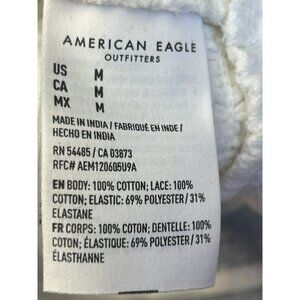 AMERICAN EAGLE
OUTFITTERS
US M
CA M
MX M
MADE IN INDIA / FABRIQUÉ EN INDE /
HECHO EN INDIA
RN 54485 / CA 03873
RFC# AEM120605U9A
EN BODY: 100% COTTON; LACE: 100%
COTTON; ELASTIC: 69% POLYESTER / 31%
ELASTANE
FR CORPS: 100% COTON; DENTELLE: 100%
COTON; ÉLASTIQUE: 69% POLYESTER / 31%
ÉLASTHANNE